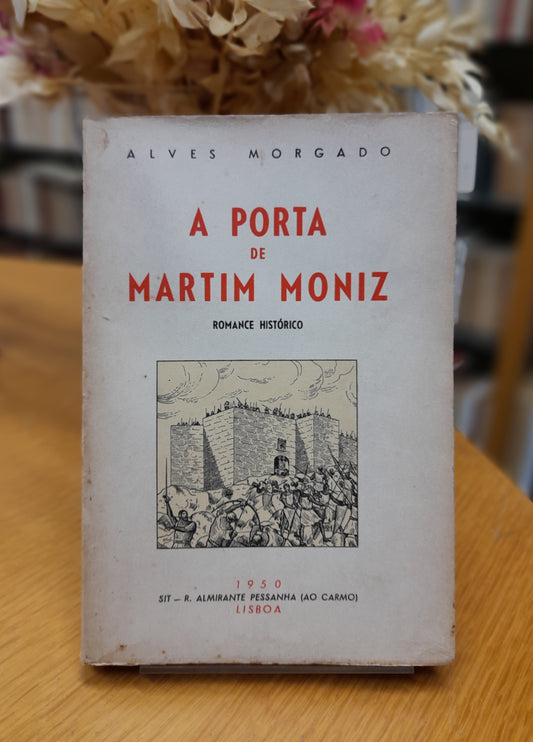 ALVES MORGADO
A PORTA
DE
MARTIM MONIZ
ROMANCE HISTÓRICO
1950
SIT – R. ALMIRANTE PESSANHA (AO CARMO)
LISBOA